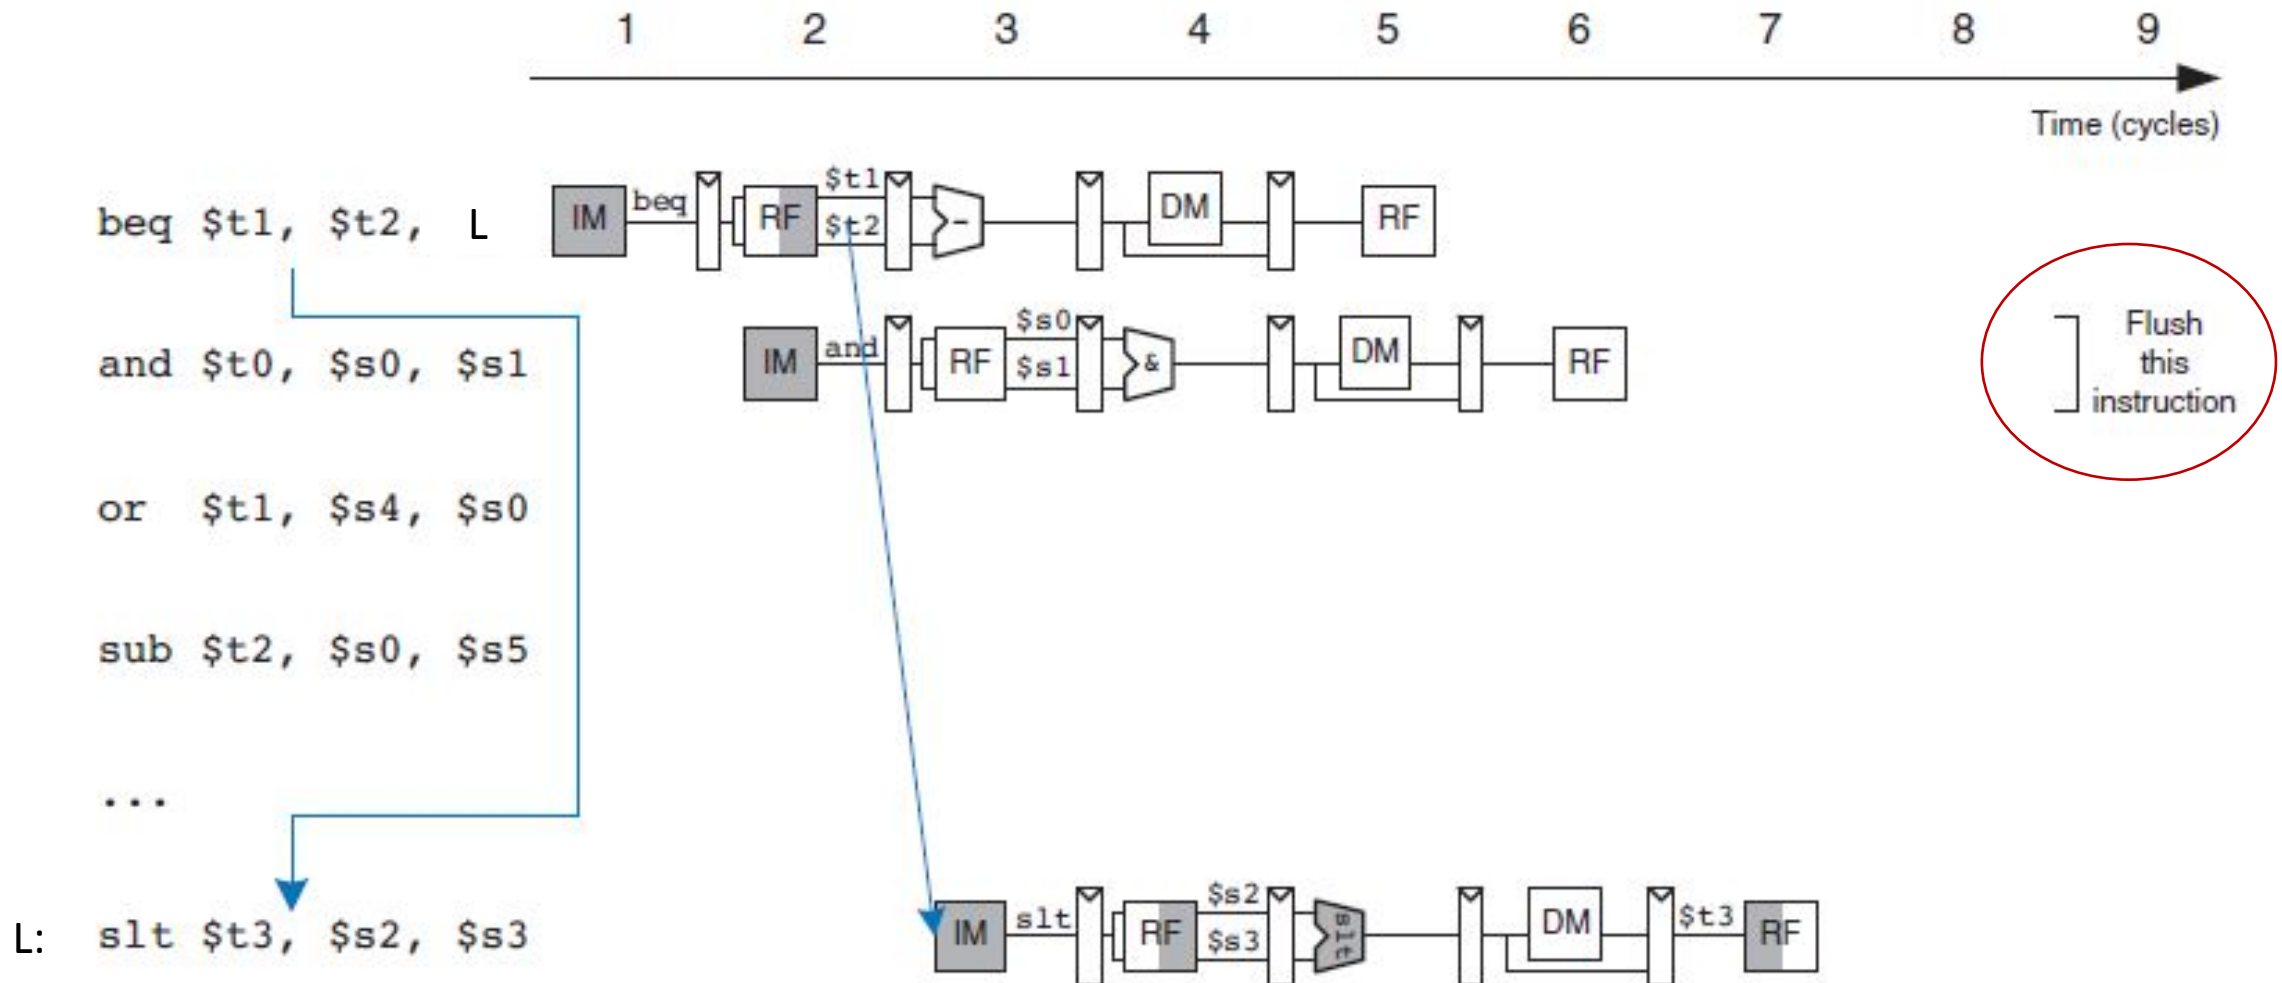 1 2 3 4 5 6 7 8 9
Time (cycles)
beq $t1, $t2, L IM beq RF $t1 $t2 - DM RF
and $t0, $s0, $s1 IM and RF $s0 $s1 & DM RF
Flush
this
instruction
or $t1, $s4, $s0
sub $t2, $s0, $s5
...
L: slt $t3, $s2, $s3 IM slt RF $s2 $s3 slt DM $t3 RF